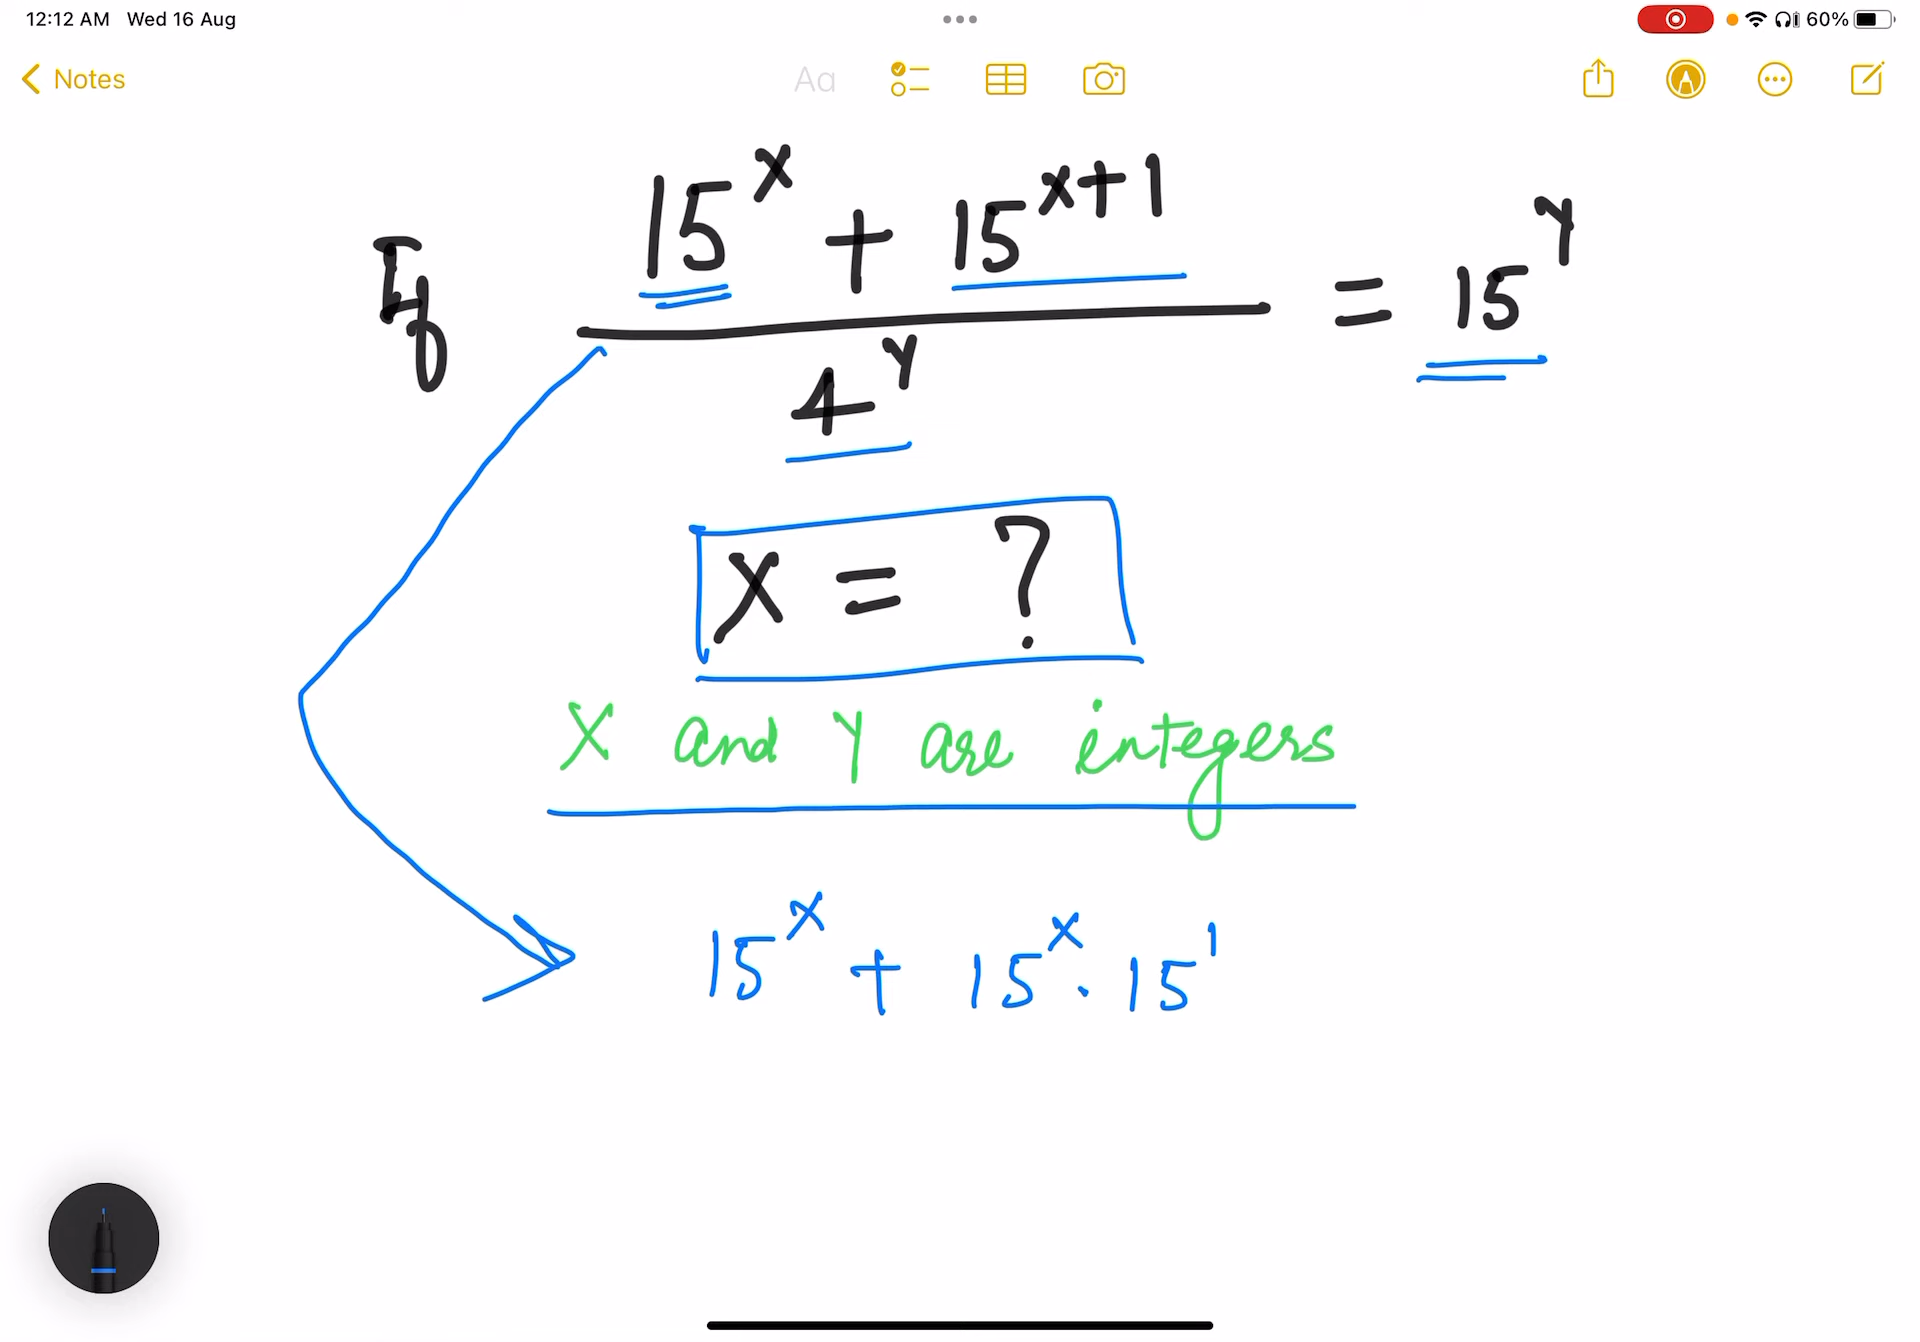 12:12 AM Wed 16 Aug 60%
Notes Aa
If (15^x + 15^(x+1)) / 4^y = 15^y
x = ?
X and Y are integers
15^x + 15^x · 15^1